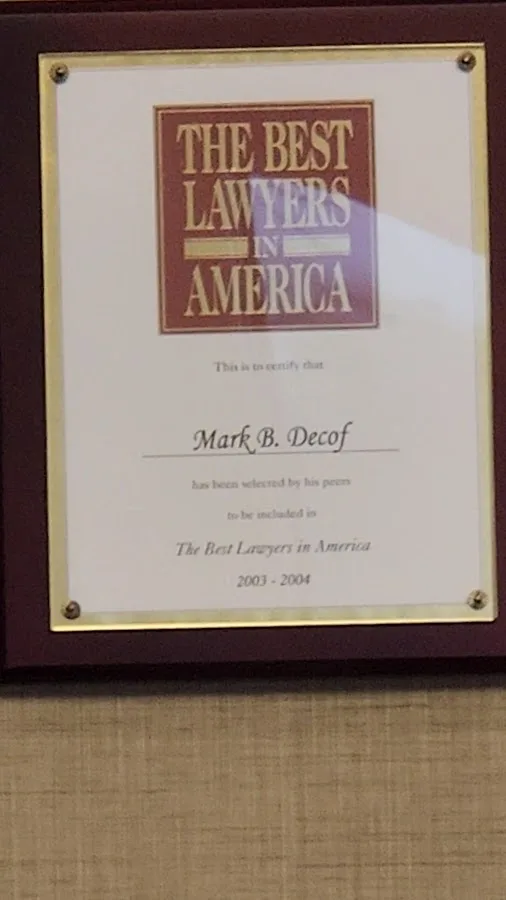 THE BEST
LAWYERS
IN
AMERICA
This is to certify that
Mark B. Decof
has been selected by his peers
to be included in
The Best Lawyers in America
2003 - 2004